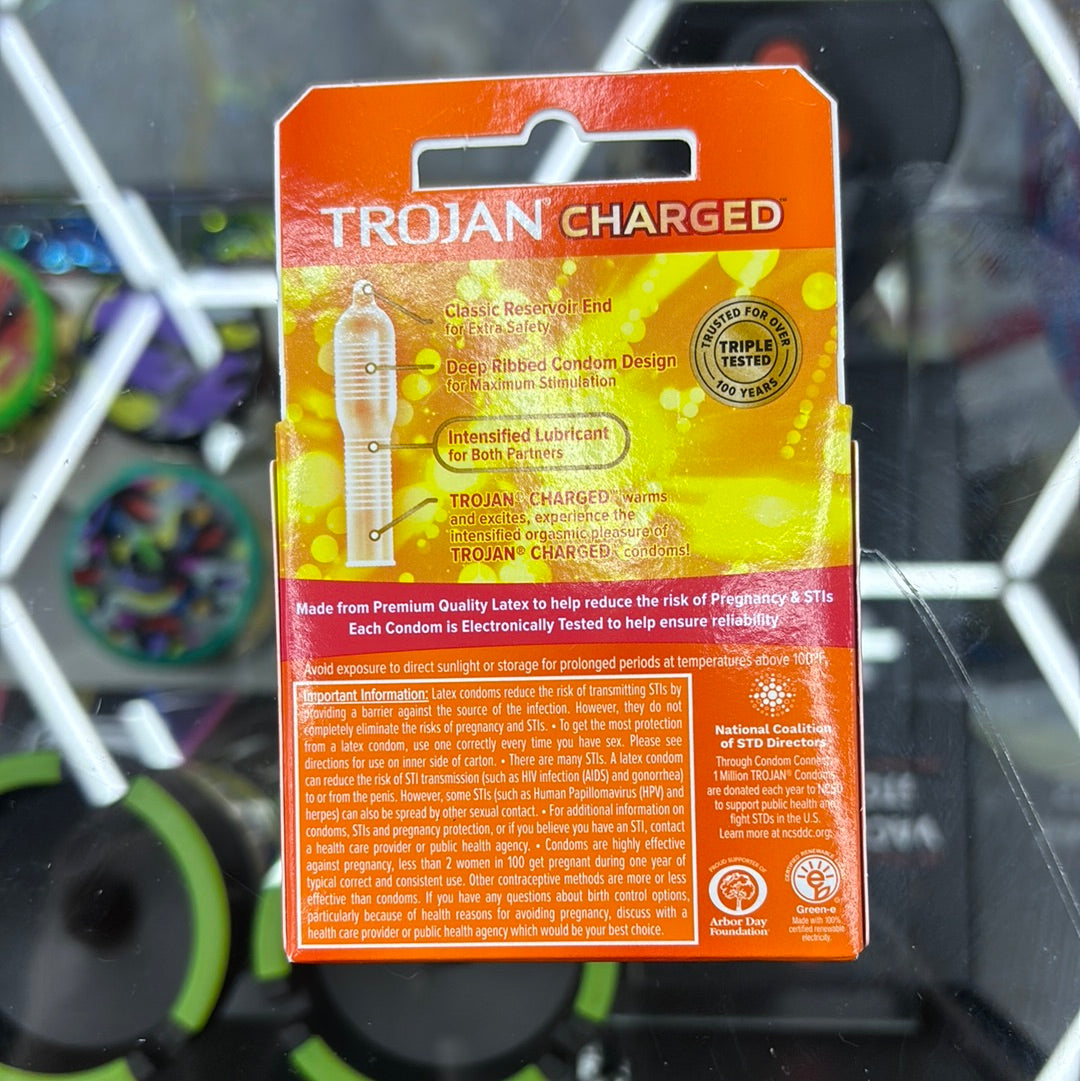 TROJAN® CHARGED™
Classic Reservoir End
for Extra Safety
Deep Ribbed Condom Design
for Maximum Stimulation
Intensified Lubricant
for Both Partners
TROJAN® CHARGED™ warms
and excites, experience the
intensified orgasmic pleasure of
TROJAN® CHARGED™ condoms!
TRUSTED FOR OVER
TRIPLE
TESTED
100 YEARS
Made from Premium Quality Latex to help reduce the risk of Pregnancy & STIs
Each Condom is Electronically Tested to help ensure reliability
Avoid exposure to direct sunlight or storage for prolonged periods at temperatures above 100°F.
Important Information: Latex condoms reduce the risk of transmitting STIs by
providing a barrier against the source of the infection. However, they do not
completely eliminate the risks of pregnancy and STIs. • To get the most protection
from a latex condom, use one correctly every time you have sex. Please see
directions for use on inner side of carton. • There are many STIs. A latex condom
can reduce the risk of STI transmission (such as HIV infection (AIDS) and gonorrhea)
to or from the penis. However, some STIs (such as Human Papillomavirus (HPV) and
herpes) can also be spread by other sexual contact. • For additional information on
condoms, STIs and pregnancy protection, or if you believe you have an STI, contact
a health care provider or public health agency. • Condoms are highly effective
against pregnancy, less than 2 women in 100 get pregnant during one year of
typical correct and consistent use. Other contraceptive methods are more or less
effective than condoms. If you have any questions about birth control options,
particularly because of health reasons for avoiding pregnancy, discuss with a
health care provider or public health agency which would be your best choice.
National Coalition
of STD Directors
Through Condom
1 Million TROJAN® Condoms
are donated each year to NCSD
to support public health and
fight STDs in the U.S.
Learn more at ncsddc.org.
PROUD SUPPORTER OF
Arbor Day
Foundation®
CERTIFIED RENEWABLE
Green-e
Made with 100%
certified renewable
electricity.